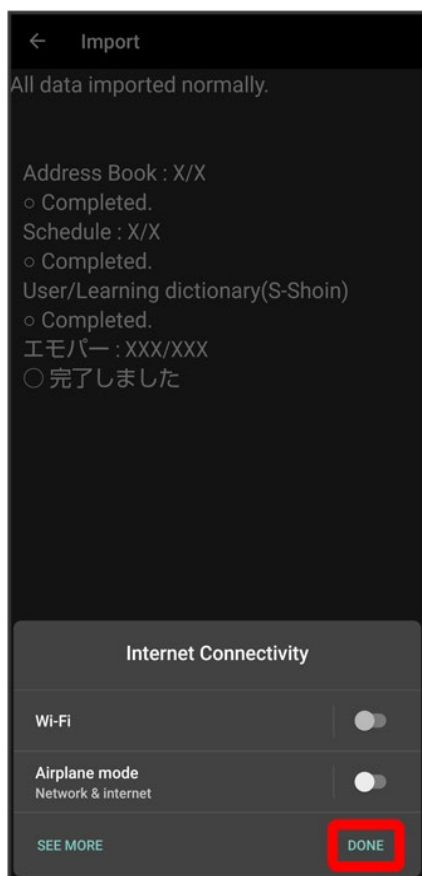 Import
All data imported normally.
Address Book : X/X
○ Completed.
Schedule : X/X
○ Completed.
User/Learning dictionary(S-Shoin)
○ Completed.
エモパー : XXX/XXX
○ 完了しました
Internet Connectivity
Wi-Fi
Airplane mode
Network & internet
SEE MORE DONE